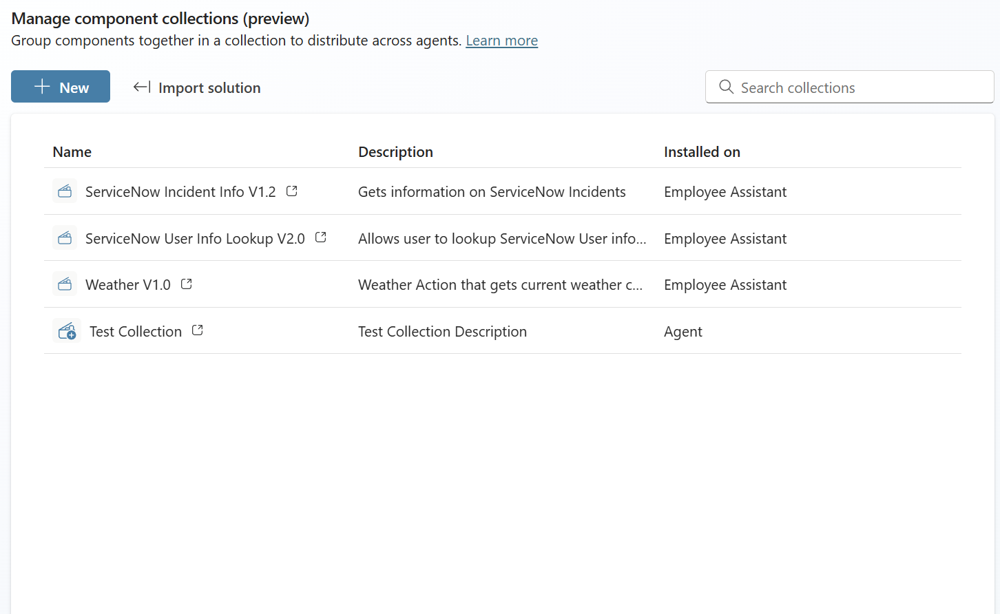 Manage component collections (preview)
Group components together in a collection to distribute across agents. Learn more
New
Import solution
Search collections
Name Description Installed on
ServiceNow Incident Info V1.2 Gets information on ServiceNow Incidents Employee Assistant
ServiceNow User Info Lookup V2.0 Allows user to lookup ServiceNow User info... Employee Assistant
Weather V1.0 Weather Action that gets current weather c... Employee Assistant
Test Collection Test Collection Description Agent